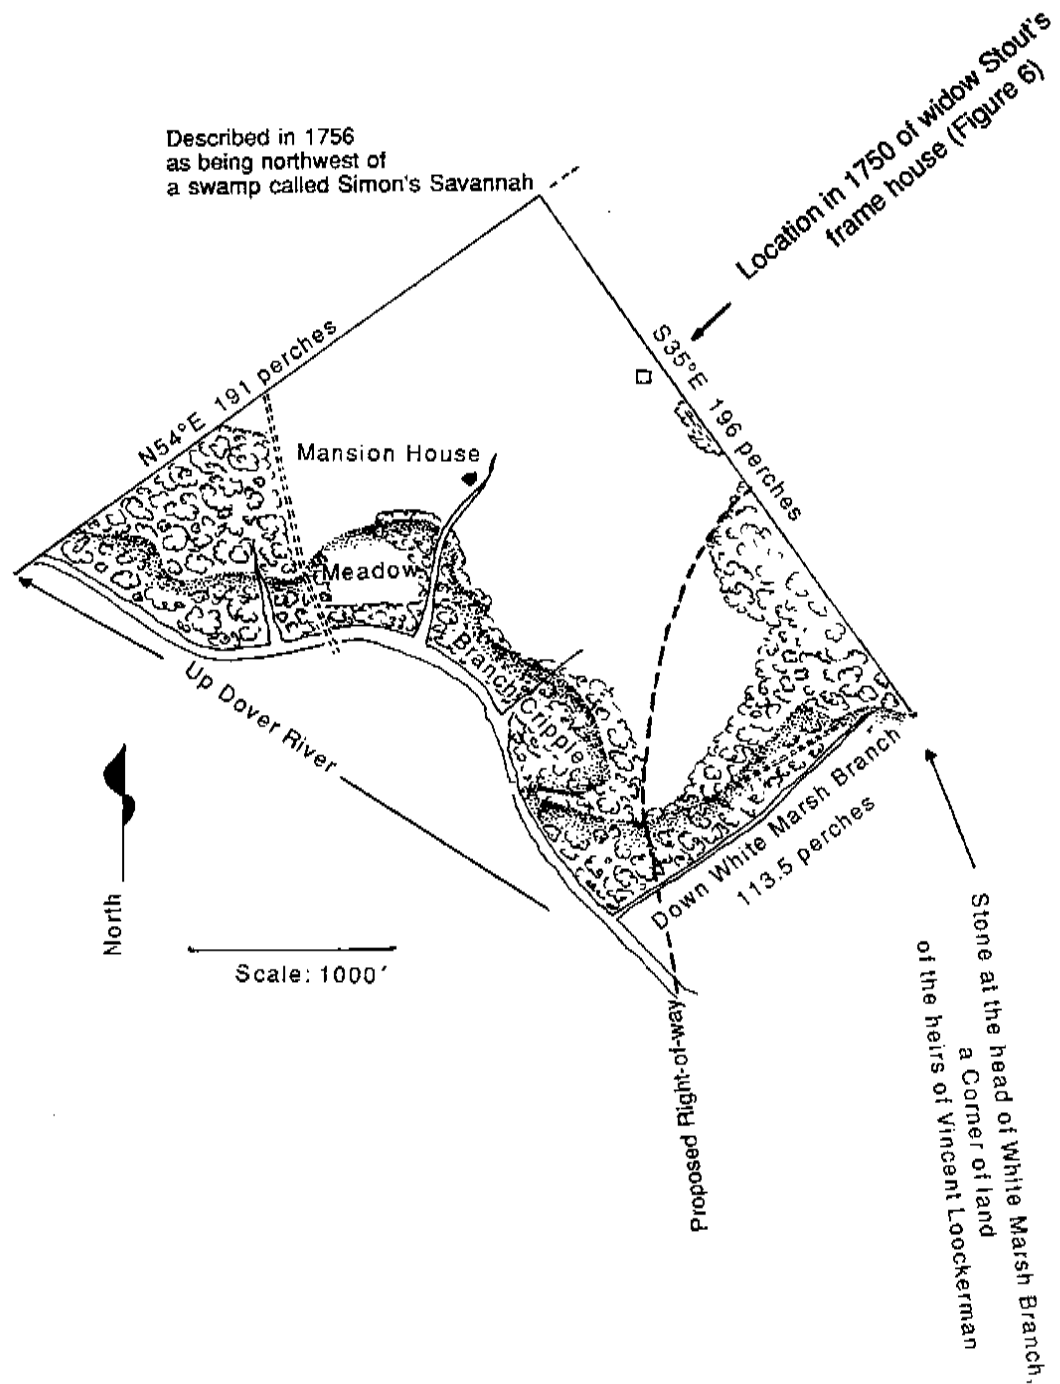 Location in 1750 of widow Stout's
frame house (Figure 6)
Described in 1756
as being northwest of
a swamp called Simon's Savannah
N54°E 191 perches
S35°E 196 perches
Mansion House
Meadow
Branch
Cripple
Up Dover River
Down White Marsh Branch
113.5 perches
North
Scale: 1000'
Proposed Right-of-way
Stone at the head of White Marsh Branch,
a Corner of land
of the heirs of Vincent Loockerman